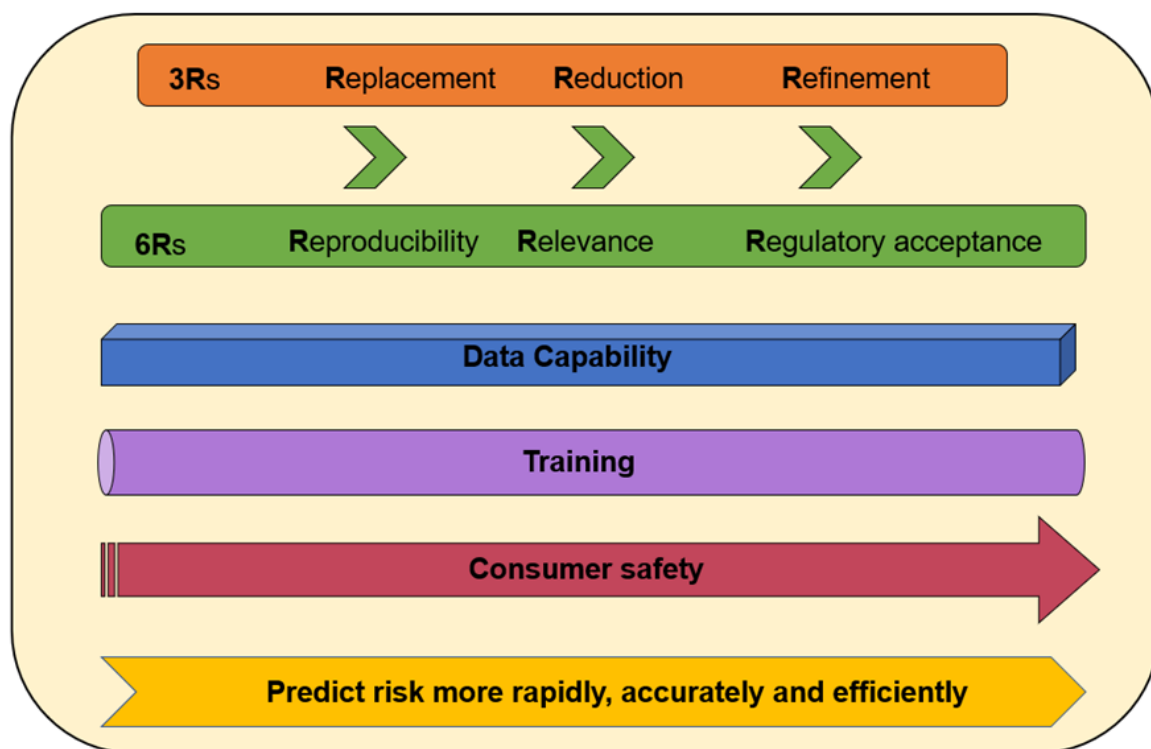 3Rs Replacement Reduction Refinement
6Rs Reproducibility Relevance Regulatory acceptance
Data Capability
Training
Consumer safety
Predict risk more rapidly, accurately and efficiently